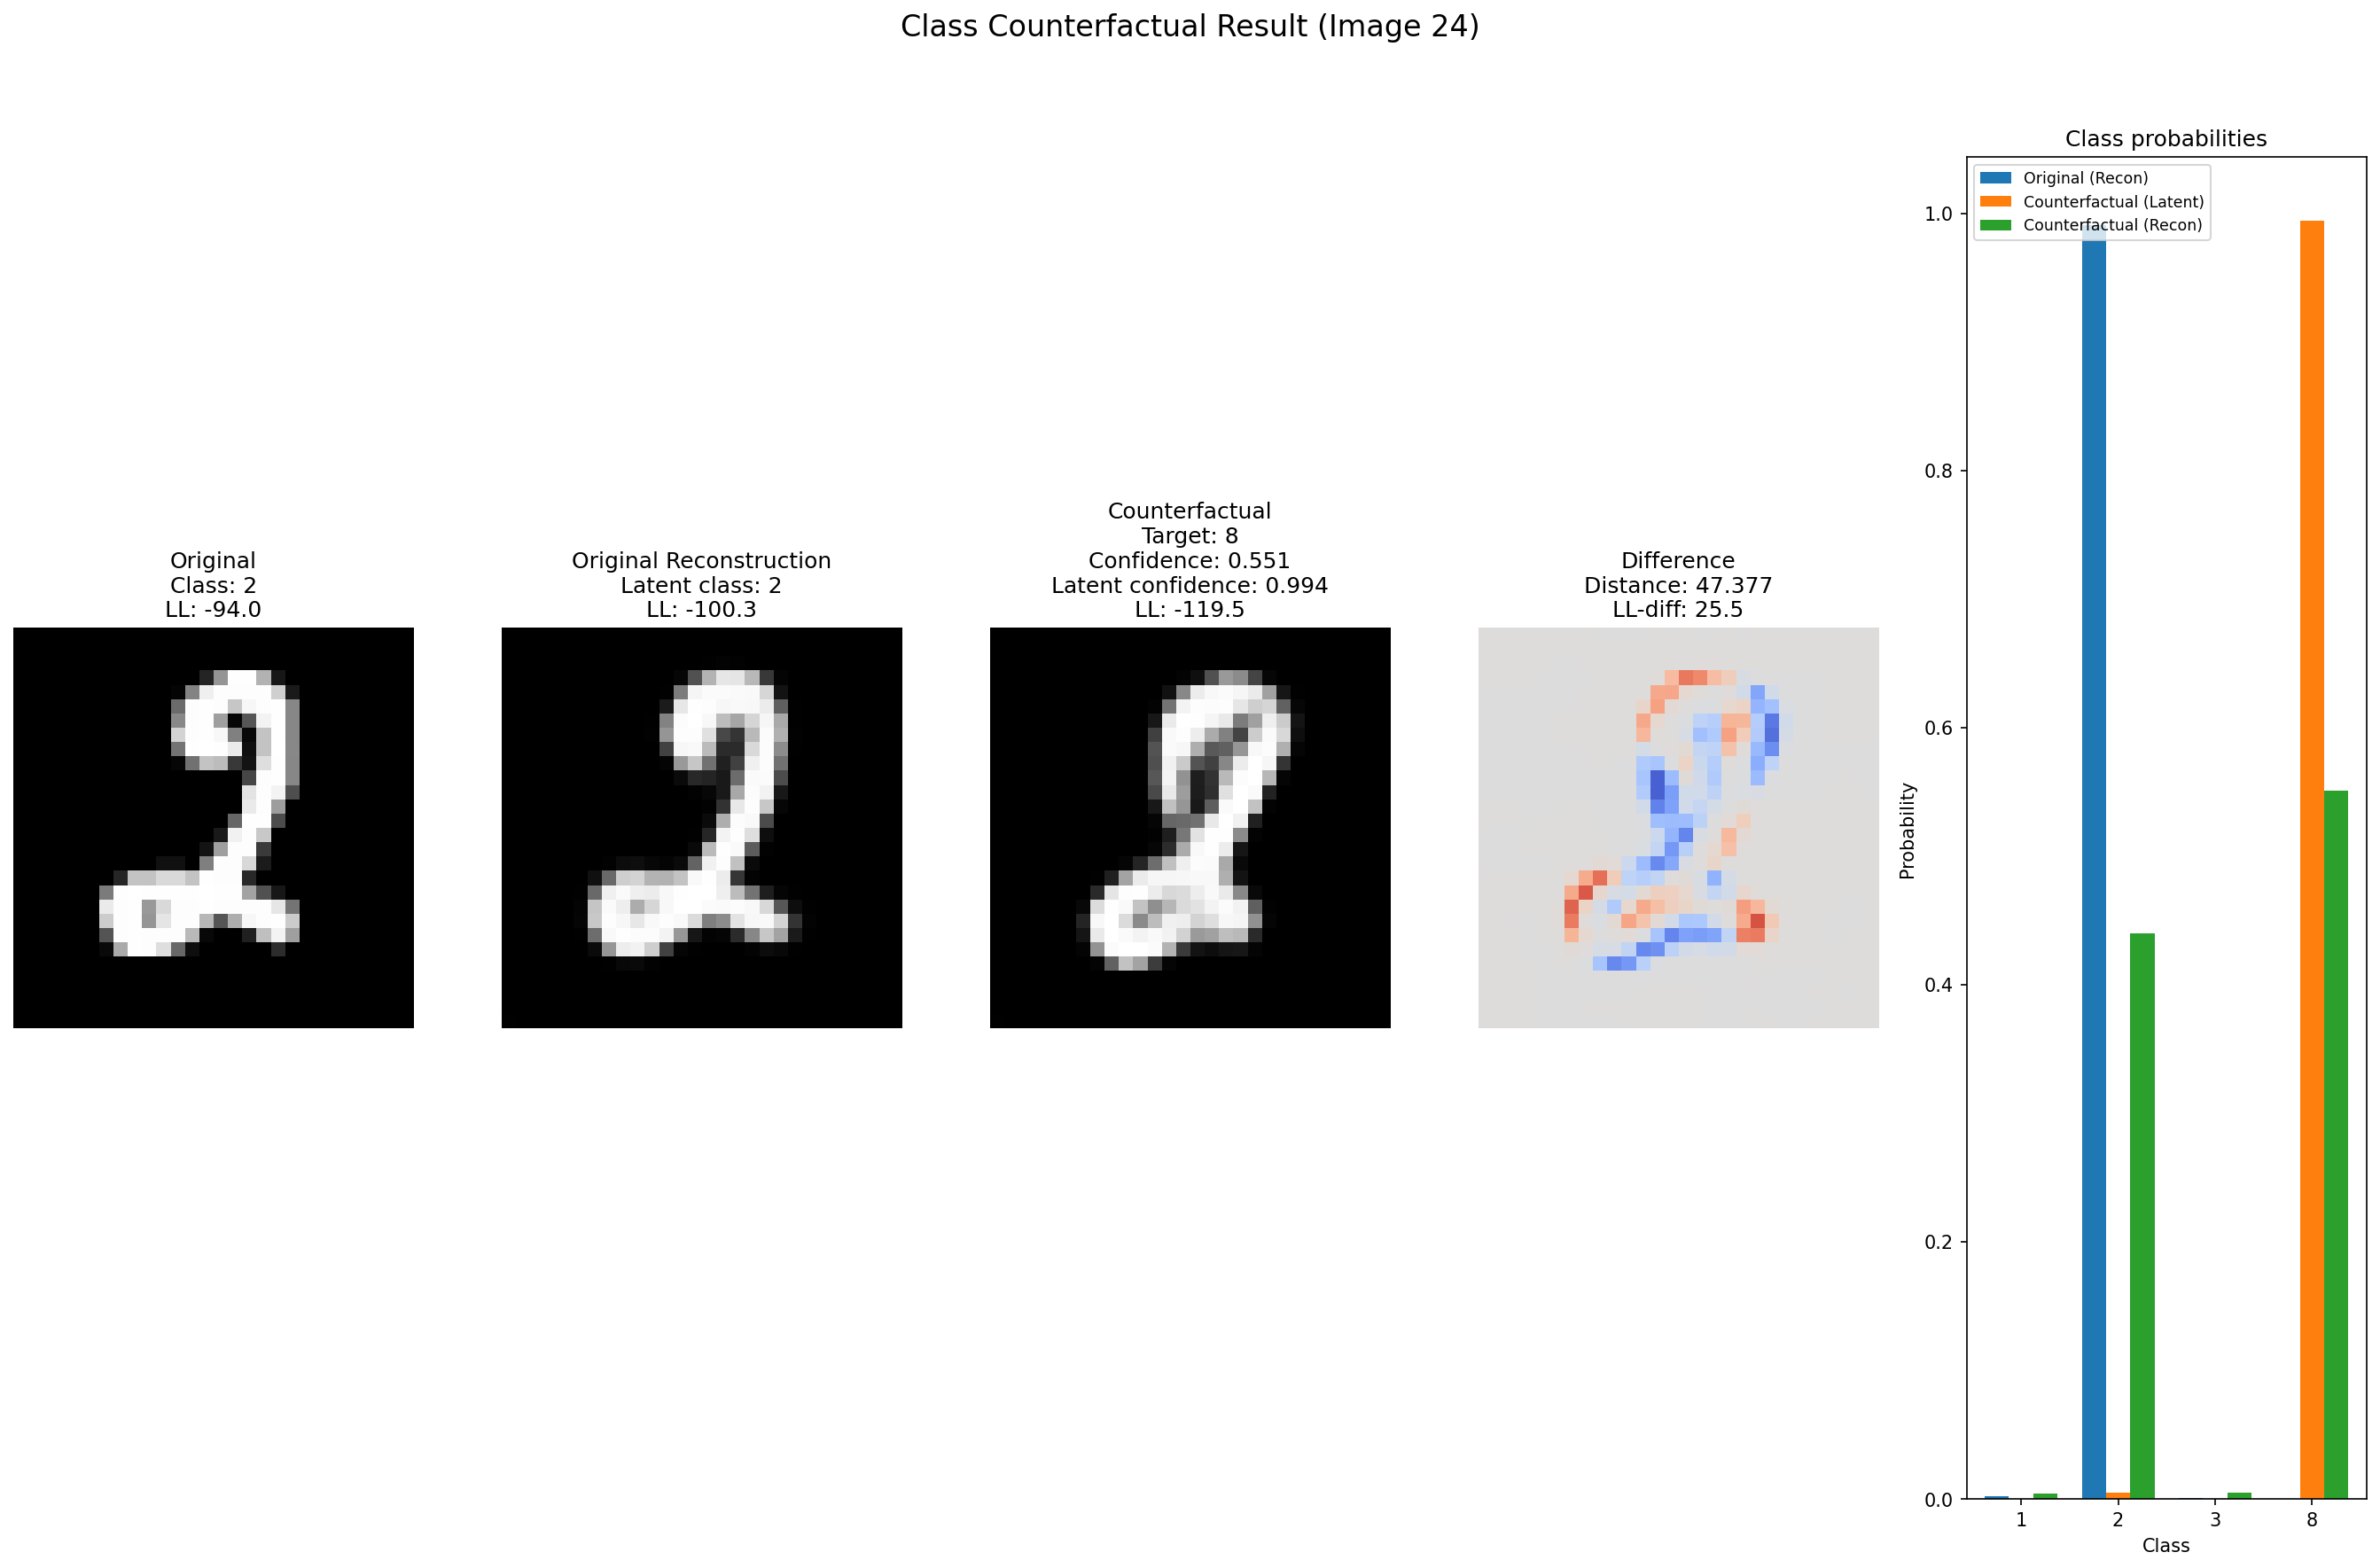 Class Counterfactual Result (Image 24)
Original
Class: 2
LL: -94.0
Original Reconstruction
Latent class: 2
LL: -100.3
Counterfactual
Target: 8
Confidence: 0.551
Latent confidence: 0.994
LL: -119.5
Difference
Distance: 47.377
LL-diff: 25.5
Class probabilities
Original (Recon)
Counterfactual (Latent)
Counterfactual (Recon)
1.0
0.8
0.6
0.4
0.2
0.0
Probability
1 2 3 8
Class
2
2